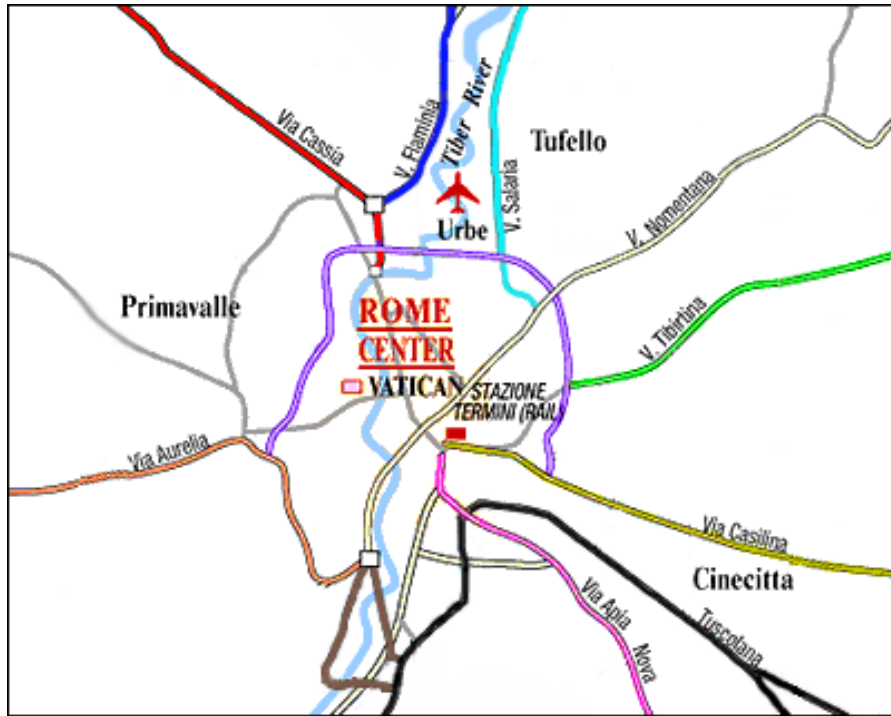 Via Cassia
V. Flaminia
Tiber River
Tufello
V. Salaria
Urbe
V. Nomentana
Primavalle
ROME
CENTER
V. Tibirtina
VATICAN
STAZIONE
TERMINI (RAIL)
Via Aurelia
Via Casilina
Cinecitta
Via Apia
Nova
Tuscolana